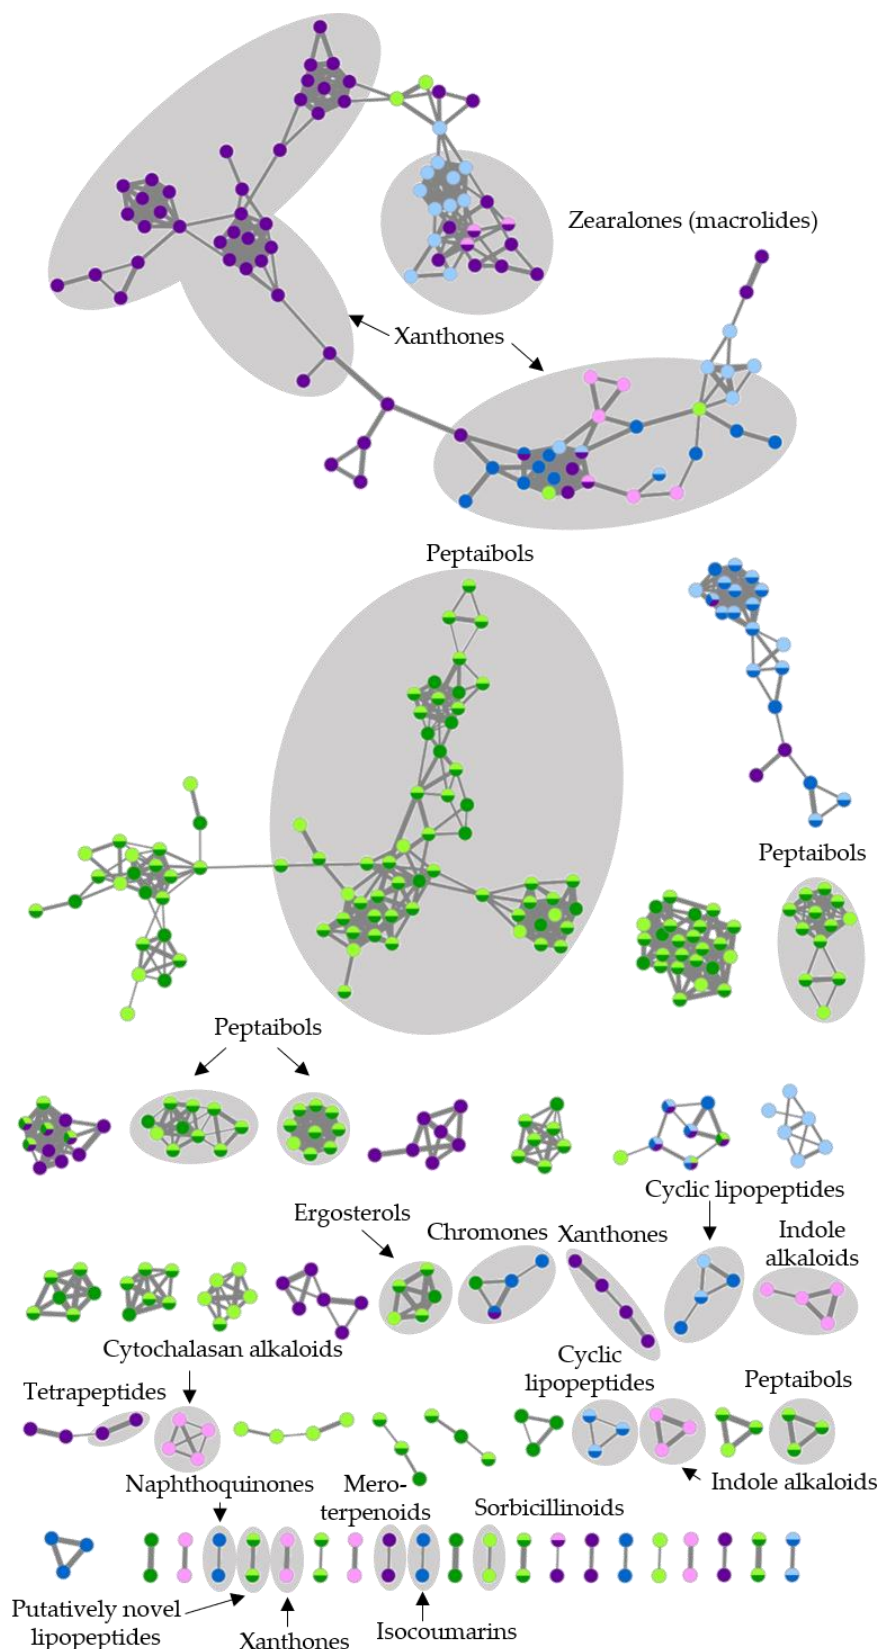 Zearalones (macrolides)
Xanthones
Peptaibols
Peptaibols
Peptaibols
Cyclic lipopeptides
Ergosterols
Chromones
Xanthones
Indole
alkaloids
Cytochalasan alkaloids
Cyclic
lipopeptides
Tetrapeptides
Peptaibols
Naphthoquinones
Mero-
terpenoids
Indole alkaloids
Sorbicillinoids
Putatively novel
lipopeptides
Xanthones
Isocoumarins